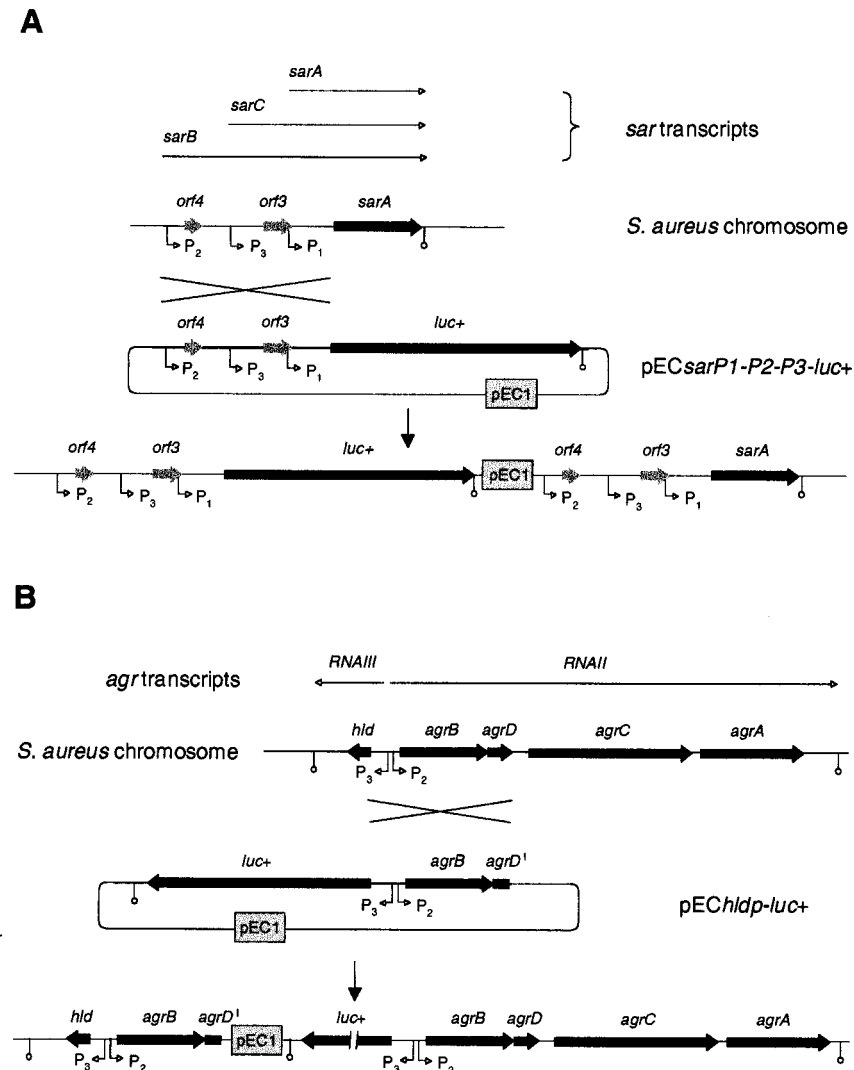 A
sarA
sarC
sarB
sar transcripts
orf4 orf3 sarA
S. aureus chromosome
P2 P3 P1
orf4 orf3 luc+
P2 P3 P1
pECsarP1-P2-P3-luc+
pEC1
orf4 orf3 luc+ orf4 orf3 sarA
pEC1
P2 P3 P1 P2 P3 P1
B
RNAIII RNAII
agr transcripts
hld agrB agrD agrC agrA
S. aureus chromosome
P3 P2
luc+ agrB agrD'
P3 P2
pEChldp-luc+
pEC1
hld agrB agrD' luc+ agrB agrD agrC agrA
pEC1
P3 P2 P3